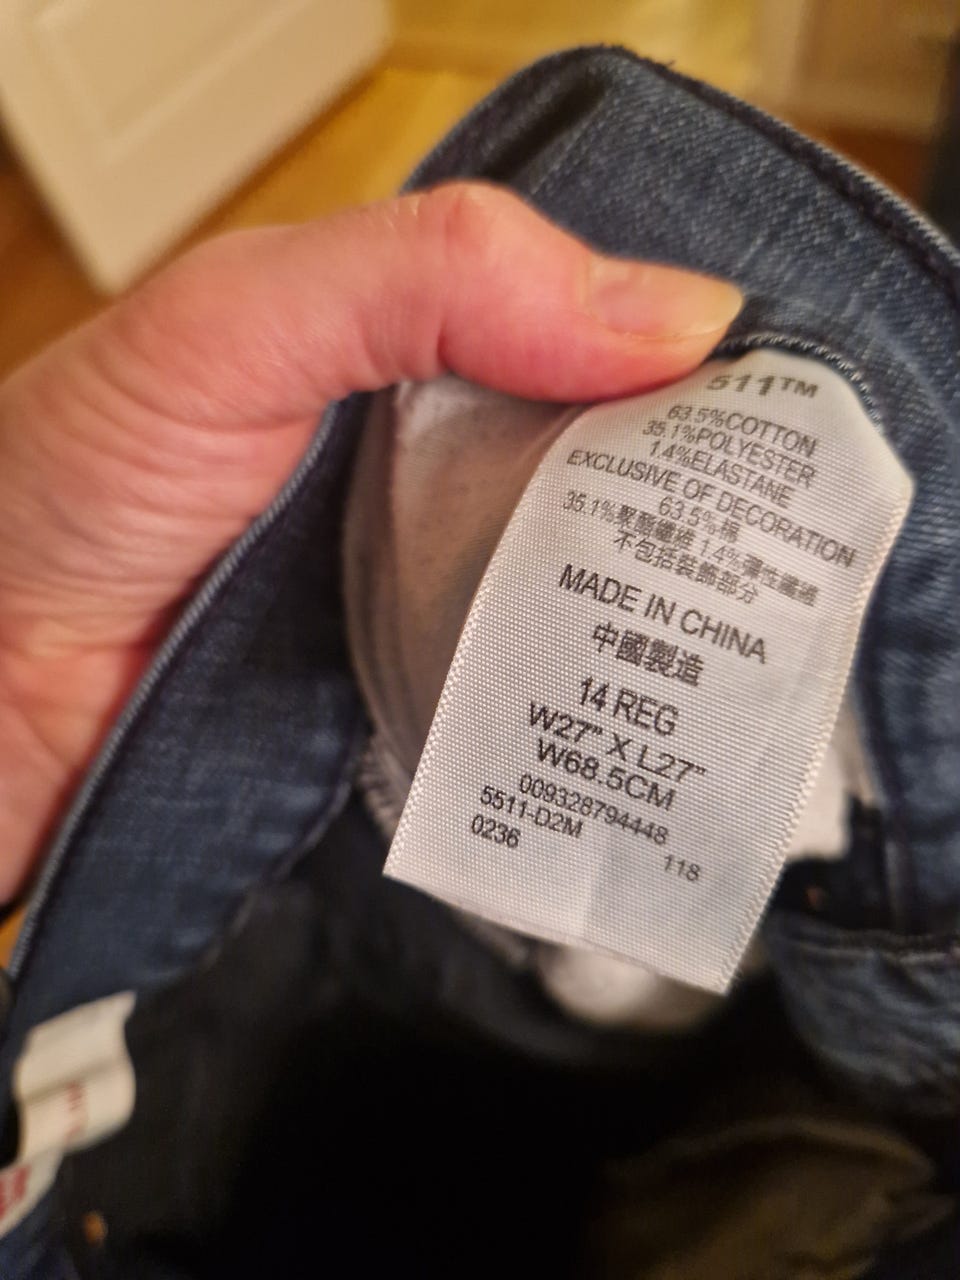 511™
63.5%COTTON
35.1%POLYESTER
1.4%ELASTANE
EXCLUSIVE OF DECORATION
63.5%棉
35.1%聚酯纖維 1.4%彈性纖維
不包括裝飾部分
MADE IN CHINA
中國製造
14 REG
W27" X L27"
W68.5CM
009328794448
5511-D2M
0236
118